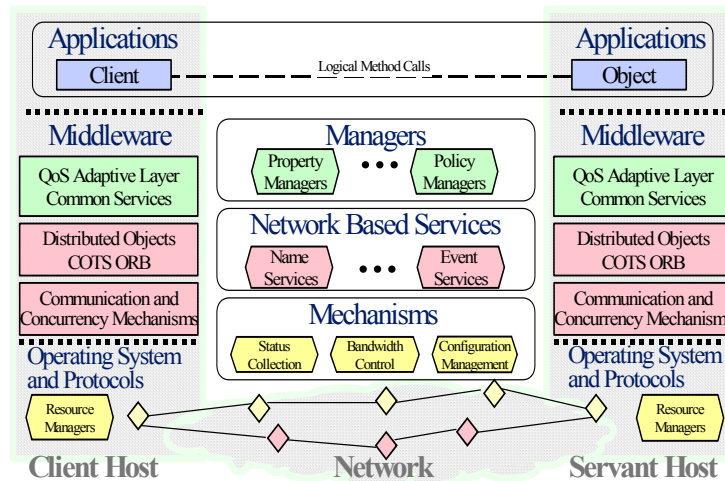 Applications
Client
Logical Method Calls
Applications
Object
Middleware
QoS Adaptive Layer
Common Services
Distributed Objects
COTS ORB
Communication and
Concurrency Mechanisms
Managers
Property
Managers
Policy
Managers
Network Based Services
Name
Services
Event
Services
Mechanisms
Status
Collection
Bandwidth
Control
Configuration
Management
Middleware
QoS Adaptive Layer
Common Services
Distributed Objects
COTS ORB
Communication and
Concurrency Mechanism
Operating System
and Protocols
Resource
Managers
Operating System
and Protocols
Resource
Managers
Client Host
Network
Servant Host